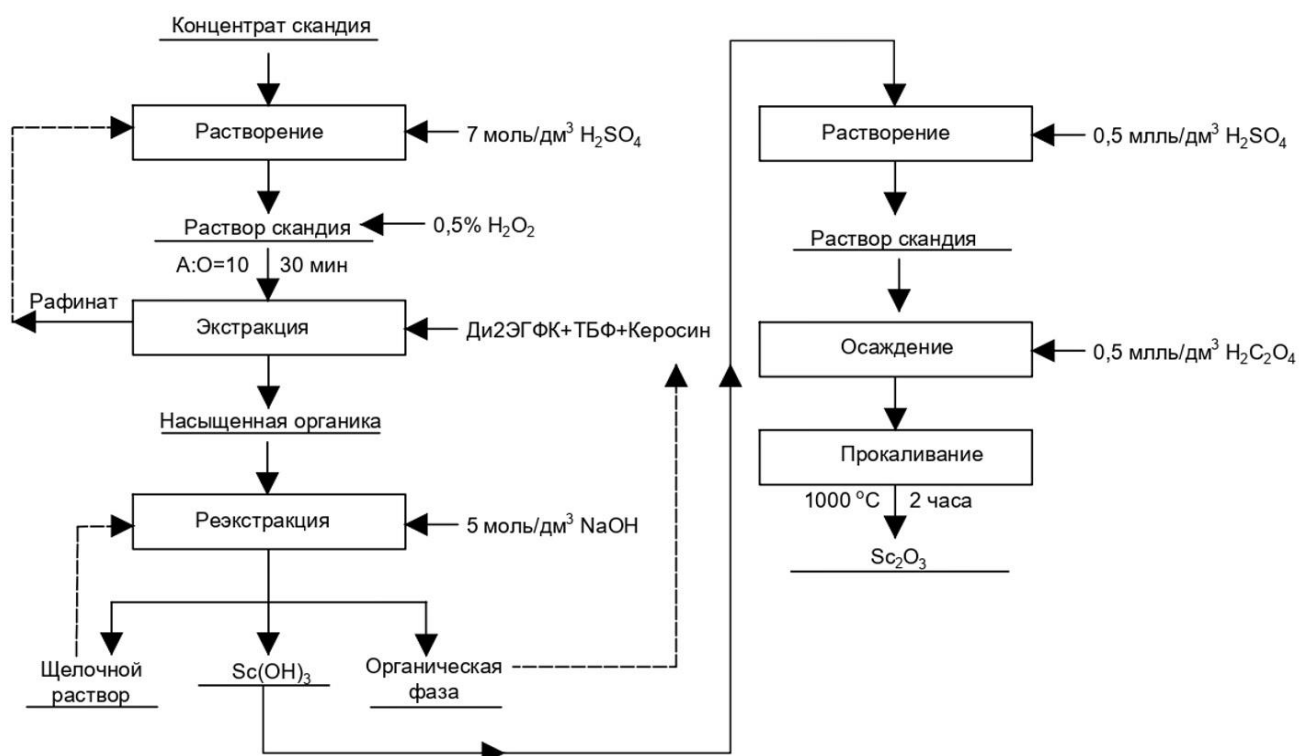 Концентрат скандия
Растворение
7 моль/дм³ H₂SO₄
Раствор скандия
0,5% H₂O₂
А:О=10
30 мин
Рафинат
Экстракция
Ди2ЭГФК+ТБФ+Керосин
Насыщенная органика
Реэкстракция
5 моль/дм³ NaOH
Щелочной
раствор
Sc(OH)₃
Органическая
фаза
Растворение
0,5 млль/дм³ H₂SO₄
Раствор скандия
Осаждение
0,5 млль/дм³ H₂C₂O₄
Прокаливание
1000 °C
2 часа
Sc₂O₃